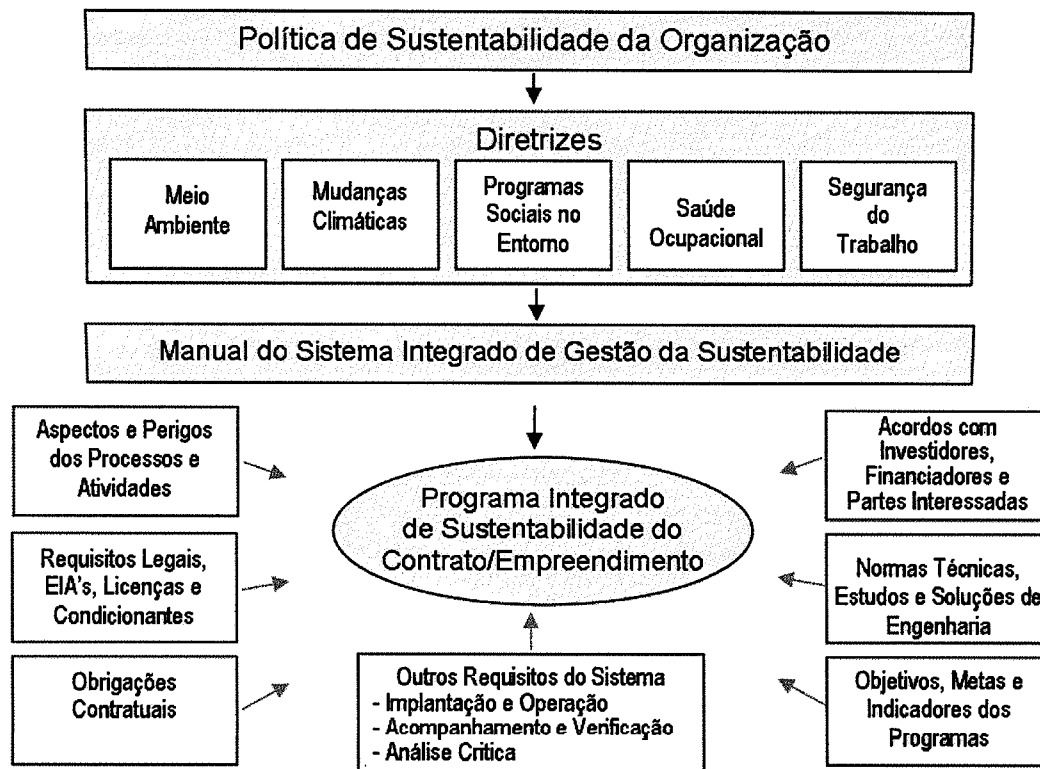 Política de Sustentabilidade da Organização
Diretrizes
Meio
Ambiente
Mudanças
Climáticas
Programas
Sociais no
Entorno
Saúde
Ocupacional
Segurança
do
Trabalho
Manual do Sistema Integrado de Gestão da Sustentabilidade
Aspectos e Perigos
dos Processos e
Atividades
Requisitos Legais,
EIA's, Licenças e
Condicionantes
Obrigações
Contratuais
Programa Integrado
de Sustentabilidade do
Contrato/Empreendimento
Outros Requisitos do Sistema
- Implantação e Operação
- Acompanhamento e Verificação
- Análise Critica
Acordos com
Investidores,
Financiadores e
Partes Interessadas
Normas Técnicas,
Estudos e Soluções de
Engenharia
Objetivos, Metas e
Indicadores dos
Programas